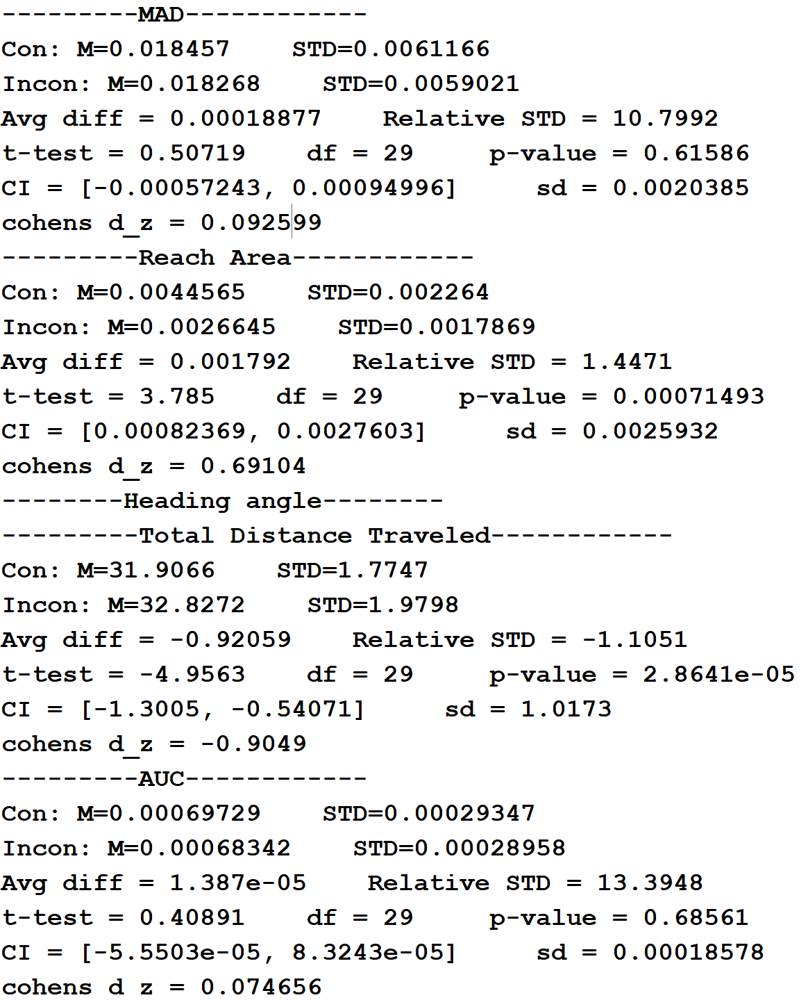 ---------MAD------------
Con: M=0.018457    STD=0.0061166
Incon: M=0.018268    STD=0.0059021
Avg diff = 0.00018877    Relative STD = 10.7992
t-test = 0.50719    df = 29     p-value = 0.61586
CI = [-0.00057243, 0.00094996]     sd = 0.0020385
cohens d_z = 0.092599
---------Reach Area------------
Con: M=0.0044565    STD=0.002264
Incon: M=0.0026645    STD=0.0017869
Avg diff = 0.001792    Relative STD = 1.4471
t-test = 3.785    df = 29     p-value = 0.00071493
CI = [0.00082369, 0.0027603]     sd = 0.0025932
cohens d_z = 0.69104
--------Heading angle--------
---------Total Distance Traveled------------
Con: M=31.9066    STD=1.7747
Incon: M=32.8272    STD=1.9798
Avg diff = -0.92059    Relative STD = -1.1051
t-test = -4.9563    df = 29     p-value = 2.8641e-05
CI = [-1.3005, -0.54071]     sd = 1.0173
cohens d_z = -0.9049
---------AUC------------
Con: M=0.00069729    STD=0.00029347
Incon: M=0.00068342    STD=0.00028958
Avg diff = 1.387e-05    Relative STD = 13.3948
t-test = 0.40891    df = 29     p-value = 0.68561
CI = [-5.5503e-05, 8.3243e-05]     sd = 0.00018578
cohens d z = 0.074656